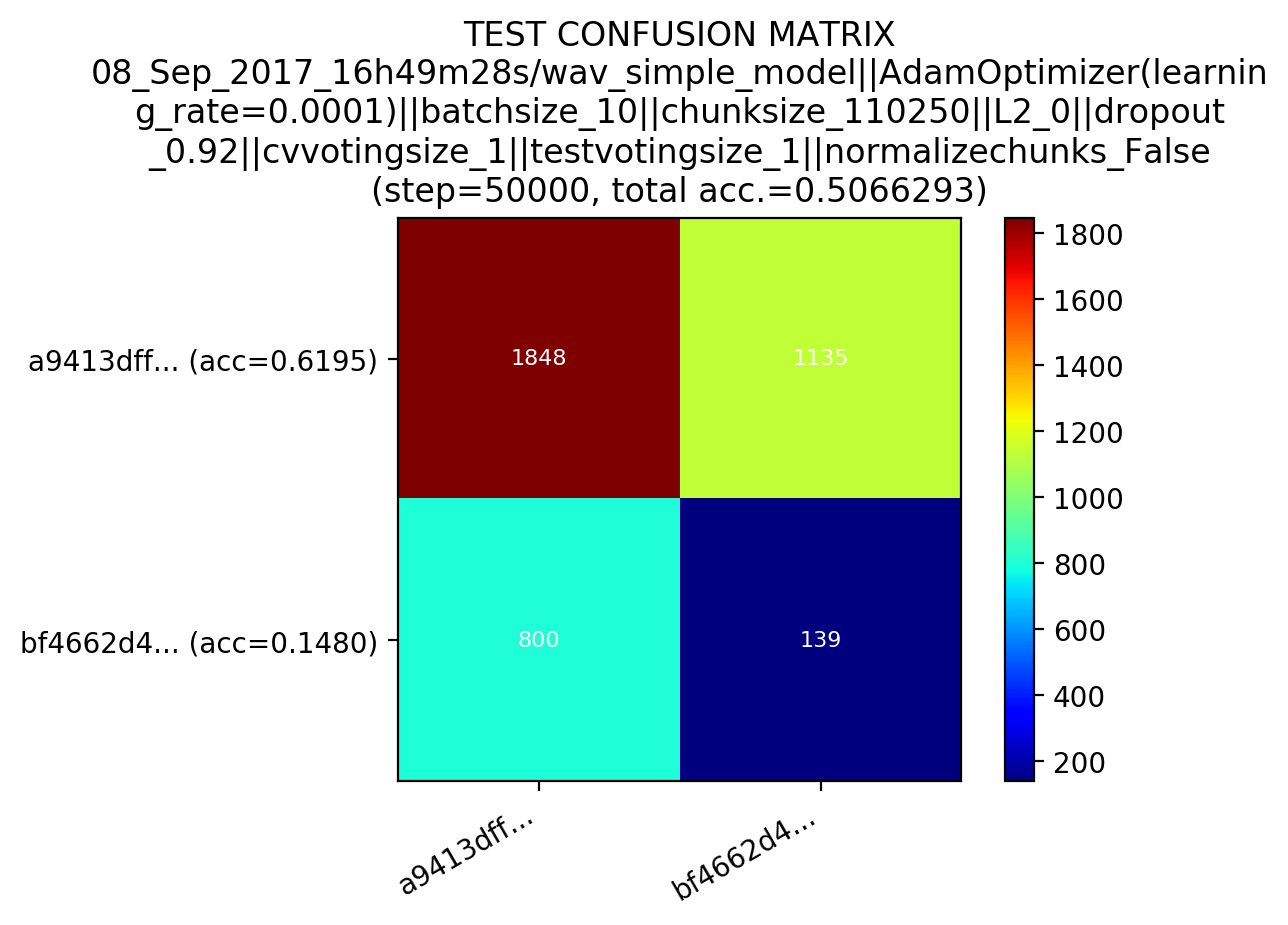 TEST CONFUSION MATRIX
08_Sep_2017_16h49m28s/wav_simple_model||AdamOptimizer(learnin
g_rate=0.0001)||batchsize_10||chunksize_110250||L2_0||dropout
_0.92||cvvotingsize_1||testvotingsize_1||normalizechunks_False
(step=50000, total acc.=0.5066293)
a9413dff... (acc=0.6195)
1848
1135
bf4662d4... (acc=0.1480)
800
139
1800
1600
1400
1200
1000
800
600
400
200
a9413dff...
bf4662d4...